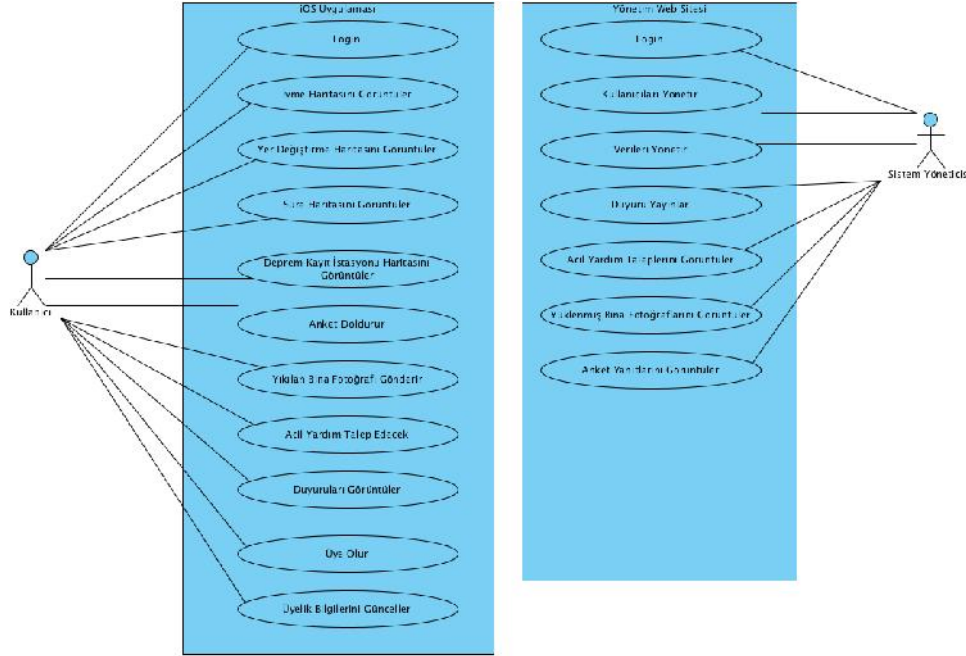 iOS Uygulaması
Login
İvme Haritasını Görüntüler
Yer Değiştirme Haritasını Görüntüler
Süre Haritasını Görüntüler
Deprem Kayıt İstasyonu Haritasını
Görüntüler
Anket Doldurur
Yıkılan Bina Fotoğrafı Gönderir
Acil Yardım Talep Edecek
Duyuruları Görüntüler
Üye Olur
Üyelik Bilgilerini Günceller
Kullanıcı
Yönetim Web Sitesi
Login
Kullanıcıları Yönetir
Verileri Yönetir
Duyuru Yayınlar
Acil Yardım Taleplerini Görüntüler
Yüklenmiş Bina Fotoğraflarını Görüntüler
Anket Yanıtlarını Görüntüler
Sistem Yöneticis